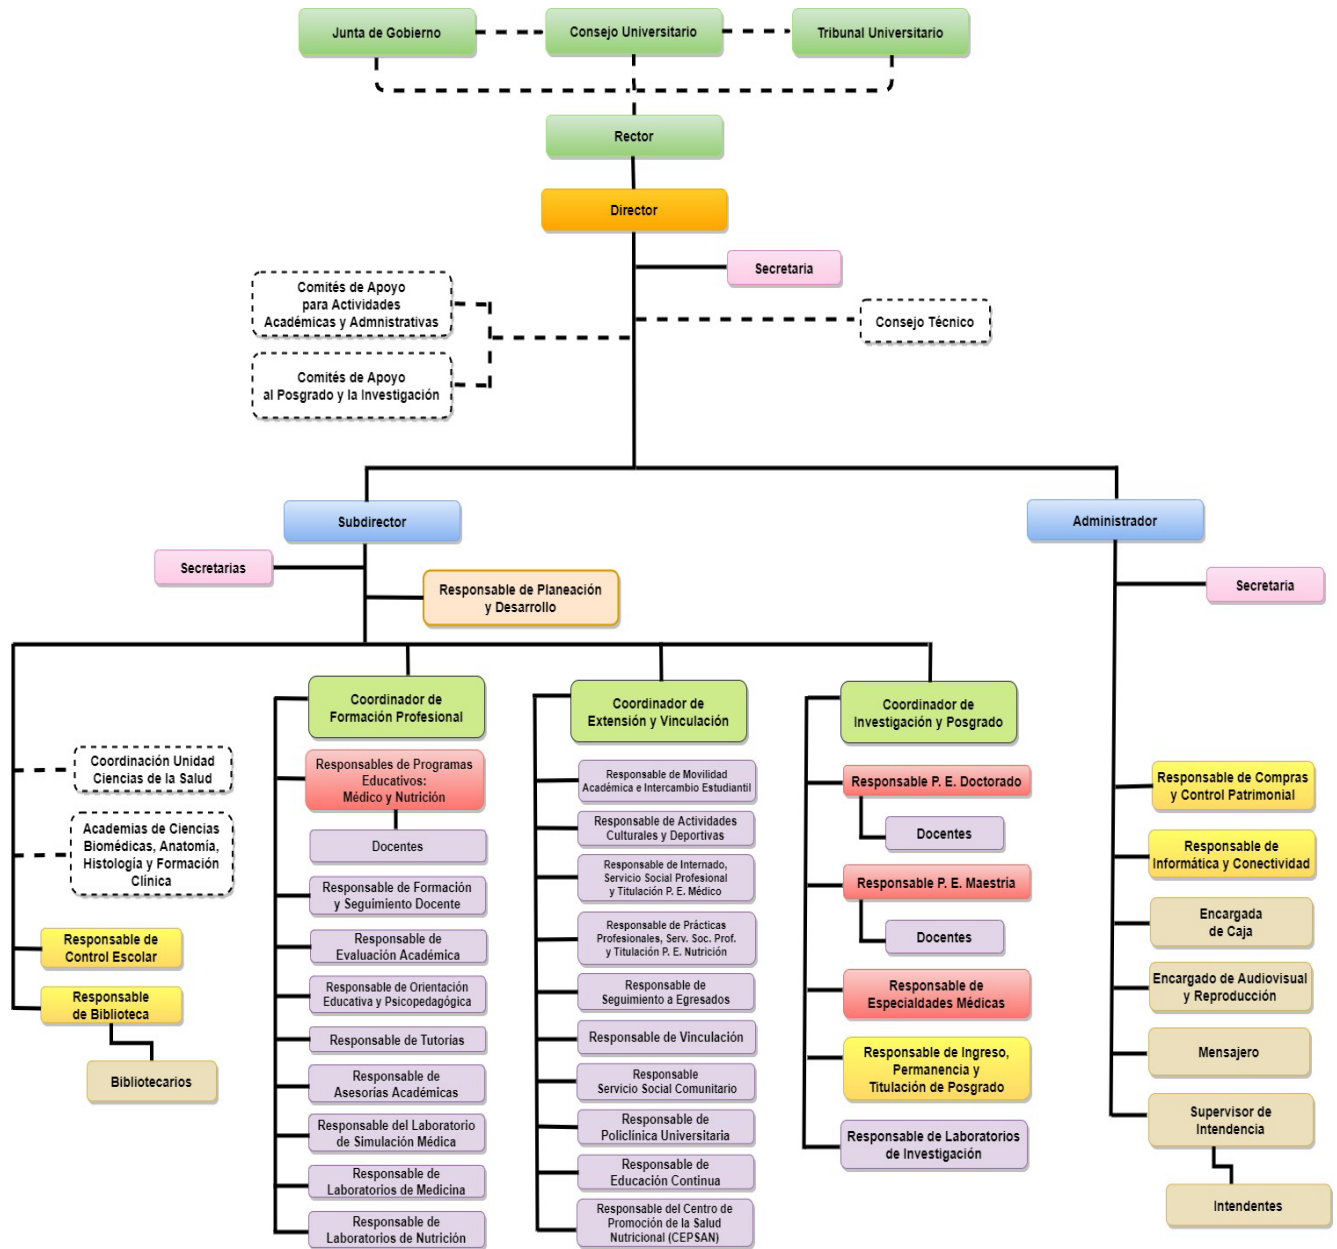 Junta de Gobierno
Consejo Universitario
Tribunal Universitario
Rector
Director
Secretaria
Comités de Apoyo
para Actividades
Académicas y Admnistrativas
Consejo Técnico
Comités de Apoyo
al Posgrado y la Investigación
Subdirector
Administrador
Secretarias
Responsable de Planeación
y Desarrollo
Secretaria
Coordinación Unidad
Ciencias de la Salud
Academias de Ciencias
Biomédicas, Anatomía,
Histología y Formación
Clínica
Responsable de
Control Escolar
Responsable
de Biblioteca
Bibliotecarios
Coordinador de
Formación Profesional
Responsables de Programas
Educativos:
Médico y Nutrición
Docentes
Responsable de Formación
y Seguimiento Docente
Responsable de
Evaluación Académica
Responsable de Orientación
Educativa y Psicopedagógica
Responsable de Tutorías
Responsable de
Asesorías Académicas
Responsable del Laboratorio
de Simulación Médica
Responsable de
Laboratorios de Medicina
Responsable de
Laboratorios de Nutrición
Coordinador de
Extensión y Vinculación
Responsable de Movilidad
Académica e Intercambio Estudiantil
Responsable de Actividades
Culturales y Deportivas
Responsable de Internado,
Servicio Social Profesional
y Titulación P. E. Médico
Responsable de Prácticas
Profesionales, Serv. Soc. Prof.
y Titulación P. E. Nutrición
Responsable de
Seguimiento a Egresados
Responsable de Vinculación
Responsable
Servicio Social Comunitario
Responsable de
Policlínica Universitaria
Responsable de
Educación Continua
Responsable del Centro de
Promoción de la Salud
Nutricional (CEPSAN)
Coordinador de
Investigación y Posgrado
Responsable P. E. Doctorado
Docentes
Responsable P. E. Maestría
Docentes
Responsable de
Especialdades Médicas
Responsable de Ingreso,
Permanencia y
Titulación de Posgrado
Responsable de Laboratorios
de Investigación
Responsable de Compras
y Control Patrimonial
Responsable de
Informática y Conectividad
Encargada
de Caja
Encargado de Audiovisual
y Reproducción
Mensajero
Supervisor de
Intendencia
Intendentes